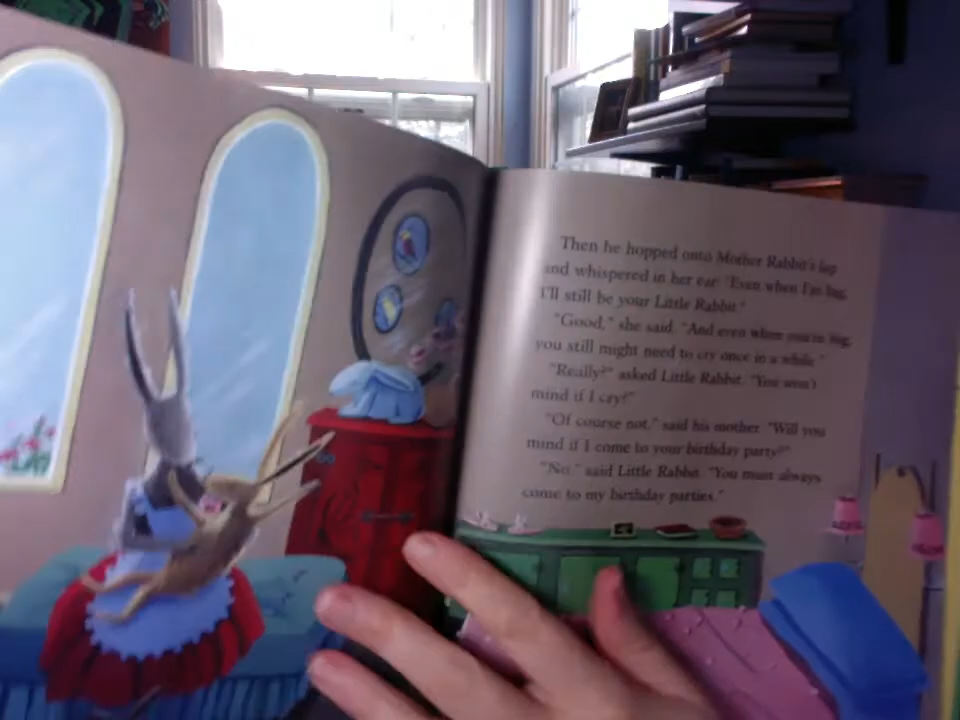 Then he hopped onto Mother Rabbit's lap
and whispered in her ear: "Even when I'm big,
I'll still be your Little Rabbit."
"Good," she said. "And even when you're big,
you still might need to cry once in a while."
"Really?" asked Little Rabbit. "You won't
mind if I cry?"
"Of course not," said his mother. "Will you
mind if I come to your birthday party?"
"No," said Little Rabbit. "You must always
come to my birthday parties."